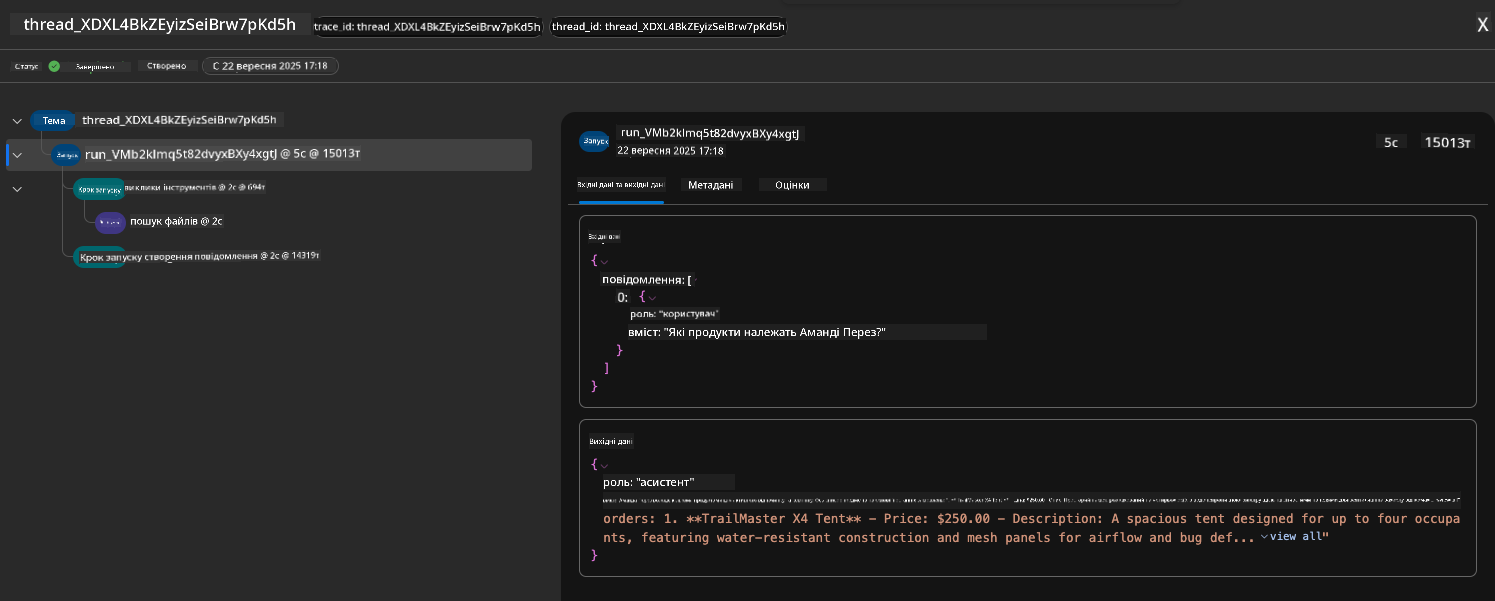 thread_XDXL4BkZEyizSeiBrw7pKd5h
trace_id: thread_XDXL4BkZEyizSeiBrw7pKd5h
thread_id: thread_XDXL4BkZEyizSeiBrw7pKd5h
X
Статус
Завершено
Створено
С 22 вересня 2025 17:18
Тема
thread_XDXL4BkZEyizSeiBrw7pKd5h
Запуск
run_VMb2klmq5t82dvyxBXy4xgtJ @ 5с @ 15013т
Крок запуску
виклики інструментів @ 2с @ 694т
пошук файлів @ 2с
Крок запуску створення повідомлення @ 2с @ 14319т
Запуск
run_VMb2klmq5t82dvyxBXy4xgtJ
22 вересня 2025 17:18
5с
15013т
Вхідні дані та вихідні дані
Метадані
Оцінки
Вхідні дані
{
повідомлення: [
0: {
роль: "користувач"
вміст: "Які продукти належать Аманді Перез?"
}
]
}
Вихідні дані
{
роль: "асистент"
orders: 1. **TrailMaster X4 Tent** – Price: $250.00 – Description: A spacious tent designed for up to four occupa
nts, featuring water-resistant construction and mesh panels for airflow and bug def... view all"
}